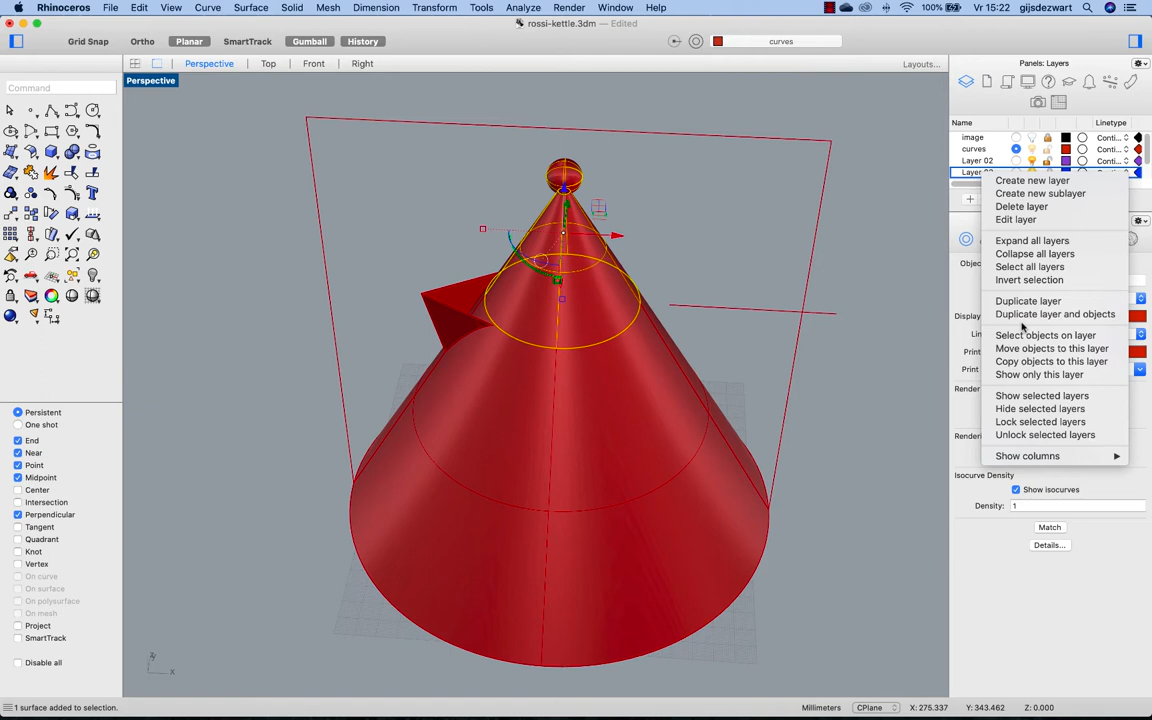 Rhinoceros File Edit View Curve Surface Solid Mesh Dimension Transform Tools Analyze Render Window Help 100% Vr 15:22 gijsdezwart
rossi-kettle.3dm — Edited
Grid Snap Ortho Planar SmartTrack Gumball History curves
Perspective Top Front Right Layouts... Panels: Layers
Perspective
Command
Name Linetype
image Conti...
curves Conti...
Layer 02 Conti...
Conti...
Create new layer
Create new sublayer
Delete layer
Edit layer
Expand all layers
Collapse all layers
Select all layers
Invert selection
Duplicate layer
Duplicate layer and objects
Select objects on layer
Move objects to this layer
Copy objects to this layer
Show only this layer
Show selected layers
Hide selected layers
Lock selected layers
Unlock selected layers
Show columns
Isocurve Density
Show isocurves
Density: 1
Match
Details...
Persistent
One shot
End
Near
Point
Midpoint
Center
Intersection
Perpendicular
Tangent
Quadrant
Knot
Vertex
On curve
On surface
On polysurface
On mesh
Project
SmartTrack
Disable all
x
1 surface added to selection. Millimeters CPlane X: 275.337 Y: 343.462 Z: 0.000